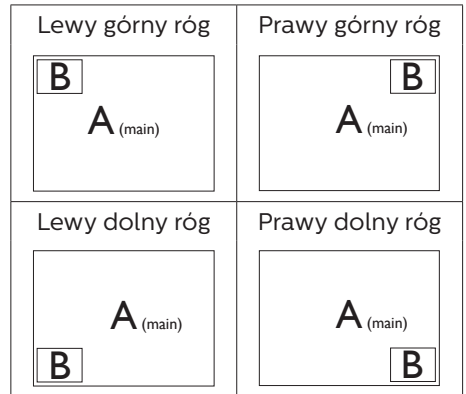 Lewy górny róg
B
A (main)
Prawy górny róg
B
A (main)
Lewy dolny róg
A (main)
B
Prawy dolny róg
A (main)
B